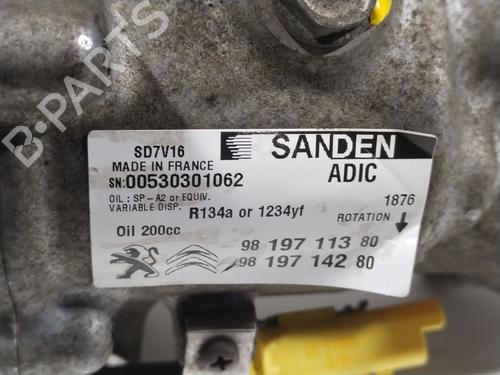 B-PARTS
SD7V16
SANDEN
MADE IN FRANCE
ADIC
SN:00530301062
OIL : SP - A2 or EQUIV.
VARIABLE DISP.
R134a or 1234yf
1876
ROTATION
Oil 200cc
98 197 113 80
98 197 142 80